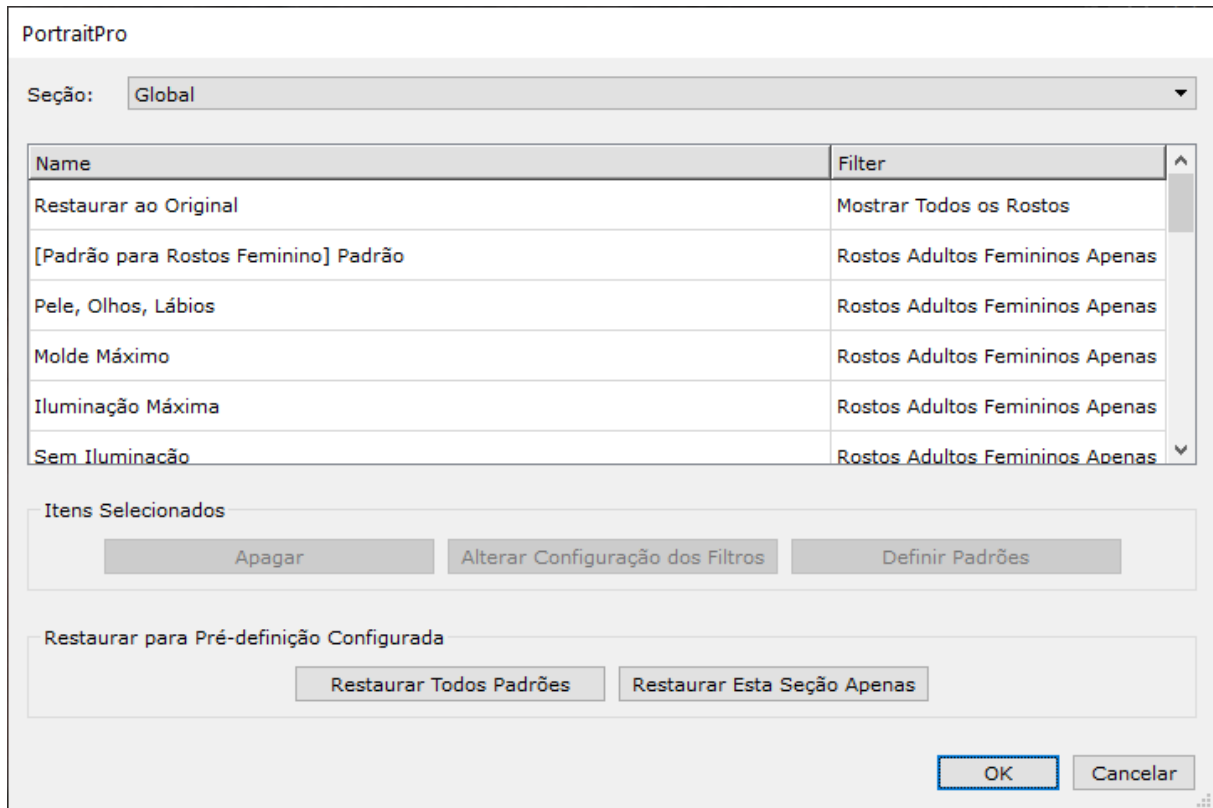 PortraitPro
Seção: Global
Name Filter
Restaurar ao Original Mostrar Todos os Rostos
[Padrão para Rostos Feminino] Padrão Rostos Adultos Femininos Apenas
Pele, Olhos, Lábios Rostos Adultos Femininos Apenas
Molde Máximo Rostos Adultos Femininos Apenas
Iluminação Máxima Rostos Adultos Femininos Apenas
Sem Iluminação Rostos Adultos Femininos Apenas
Itens Selecionados
Apagar Alterar Configuração dos Filtros Definir Padrões
Restaurar para Pré-definição Configurada
Restaurar Todos Padrões Restaurar Esta Seção Apenas
OK Cancelar